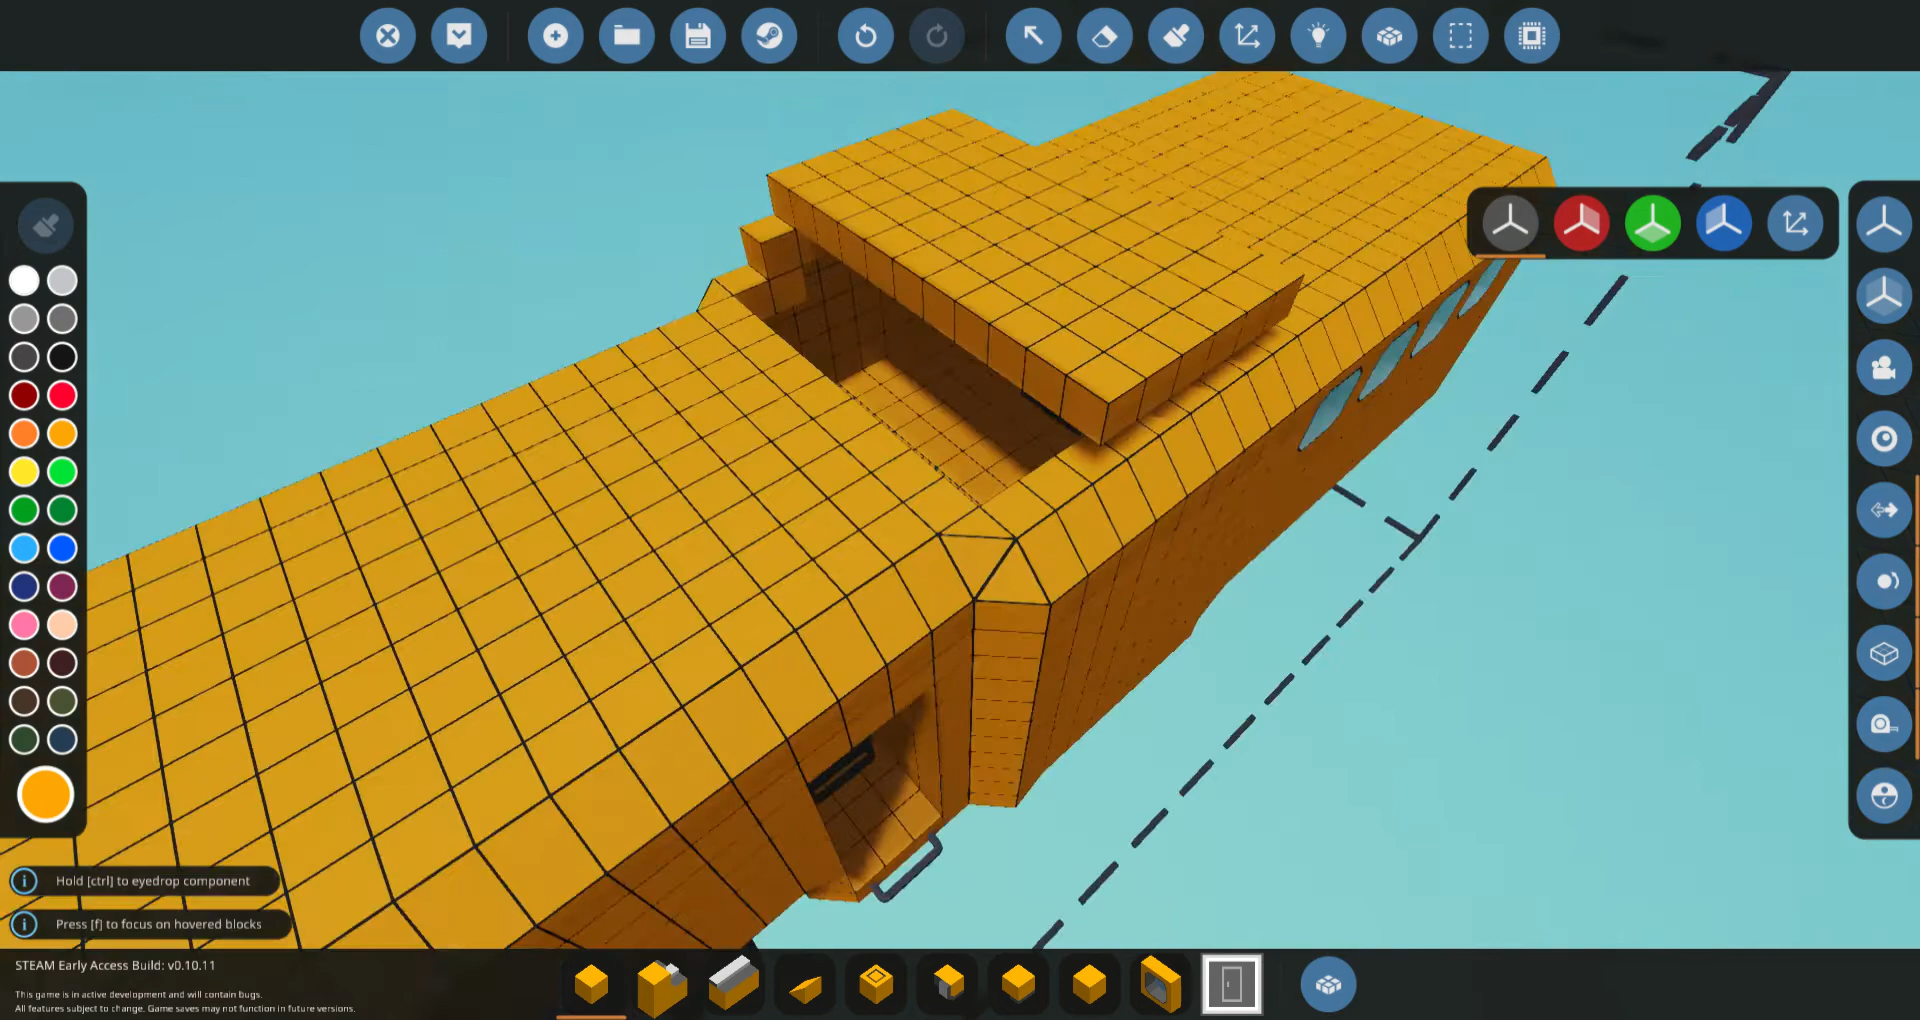 Hold [ctrl] to eyedrop component
Press [f] to focus on hovered blocks
STEAM Early Access Build: v0.10.11
This game is in active development and will contain bugs.
All features subject to change. Game saves may not function in future versions.